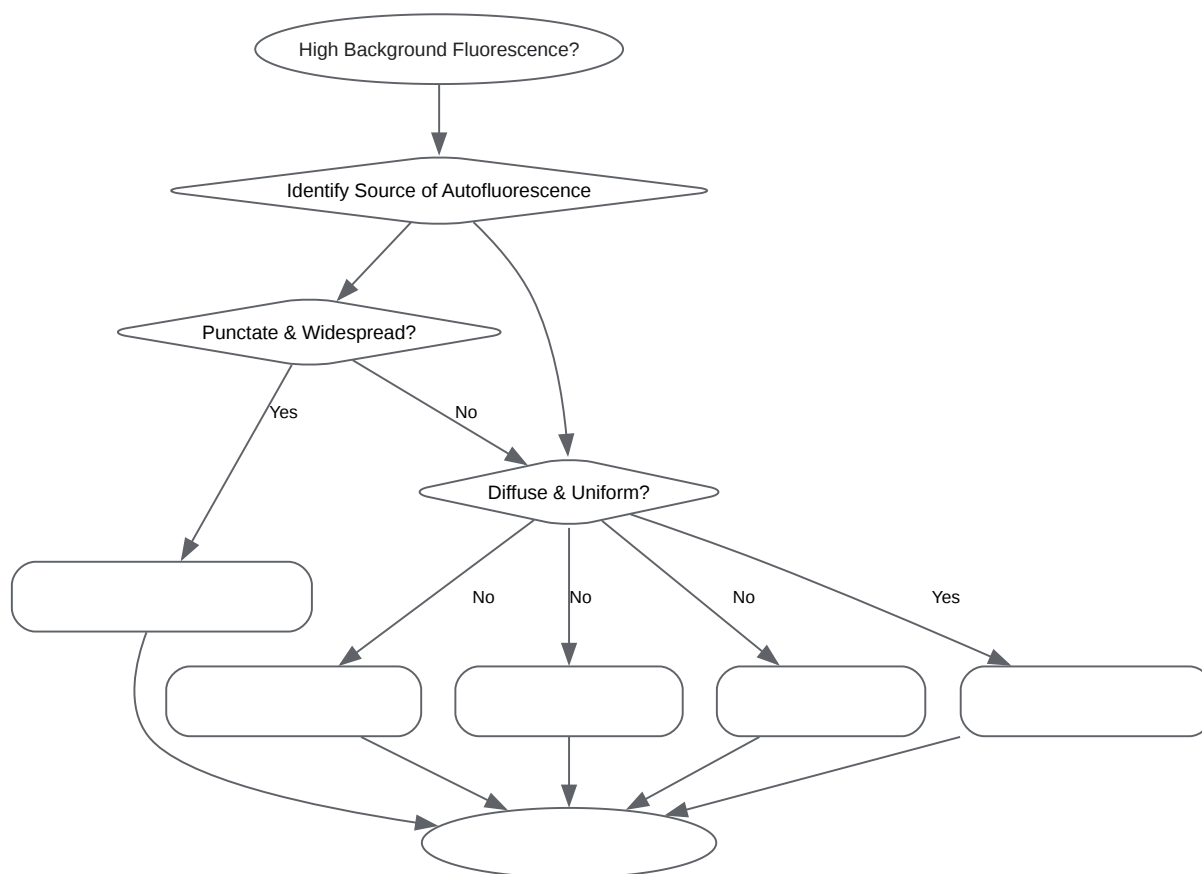 High Background Fluorescence?
Identify Source of Autofluorescence
Punctate & Widespread?
Yes
No
Diffuse & Uniform?
No
No
No
Yes